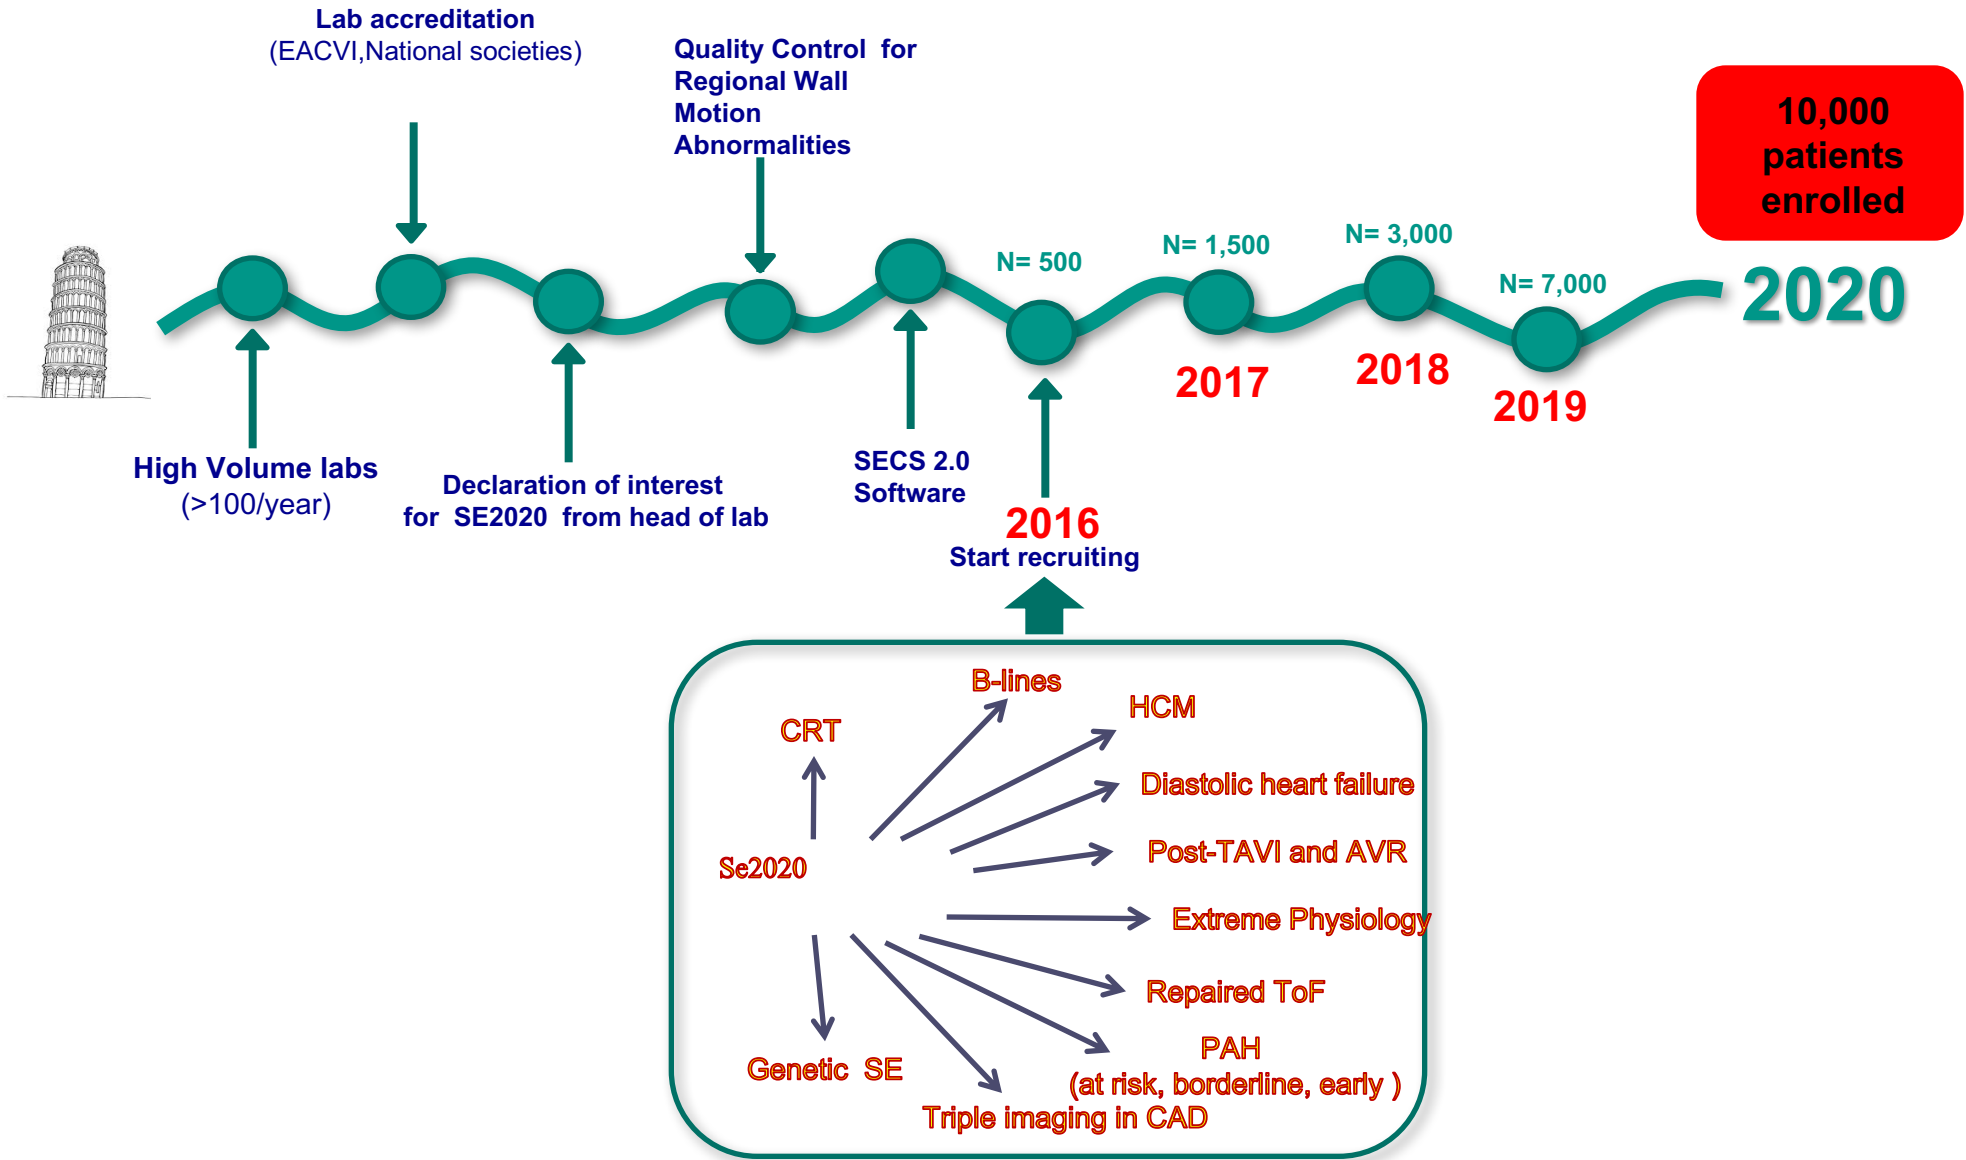 Lab accreditation
(EACVI,National societies)
Quality Control  for
Regional Wall
Motion
Abnormalities
10,000
patients
enrolled
N= 500
N= 1,500
N= 3,000
N= 7,000
2020
2017
2018
2019
High Volume labs
(>100/year)
Declaration of interest
for  SE2020  from head of lab
SECS 2.0
Software
2016
Start recruiting
B-lines
HCM
CRT
Diastolic heart failure
Post-TAVI and AVR
Se2020
Extreme Physiology
Repaired ToF
PAH
(at risk, borderline, early )
Genetic  SE
Triple imaging in CAD